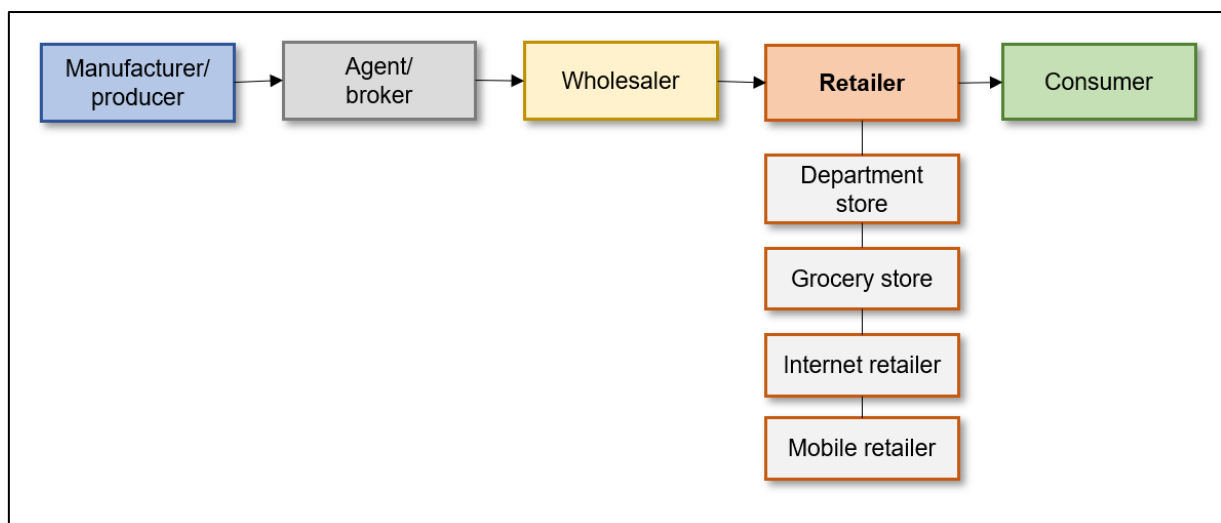 Manufacturer/
producer
Agent/
broker
Wholesaler
Retailer
Consumer
Department
store
Grocery store
Internet retailer
Mobile retailer